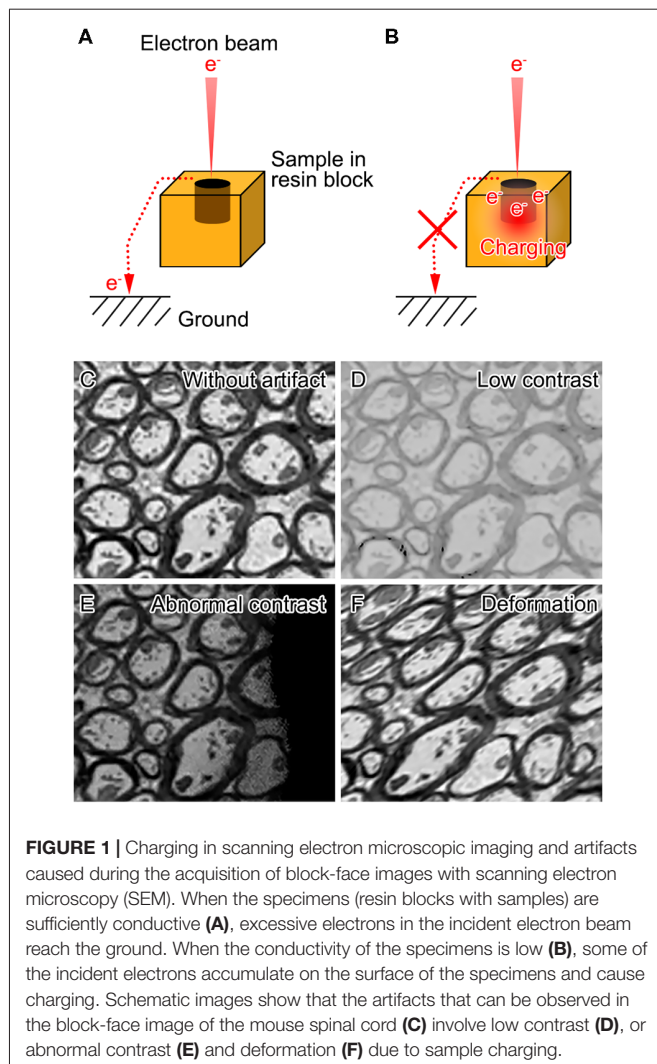 A
B
Electron beam
e-
e-
Sample in
resin block
e-
e-
e-
Charging
e-
Ground
C
Without artifact
D
Low contrast
E
Abnormal contrast
F
Deformation
FIGURE 1 | Charging in scanning electron microscopic imaging and artifacts
caused during the acquisition of block-face images with scanning electron
microscopy (SEM). When the specimens (resin blocks with samples) are
sufficiently conductive (A), excessive electrons in the incident electron beam
reach the ground. When the conductivity of the specimens is low (B), some of
the incident electrons accumulate on the surface of the specimens and cause
charging. Schematic images show that the artifacts that can be observed in
the block-face image of the mouse spinal cord (C) involve low contrast (D), or
abnormal contrast (E) and deformation (F) due to sample charging.